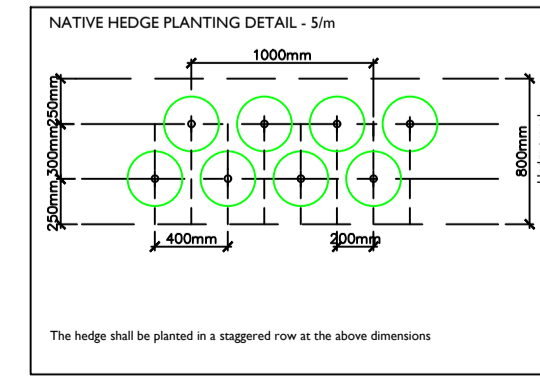 NATIVE HEDGE PLANTING DETAIL - 5/m
1000mm
250mm
300mm
250mm
800mm
400mm
200mm
The hedge shall be planted in a staggered row at the above dimensions